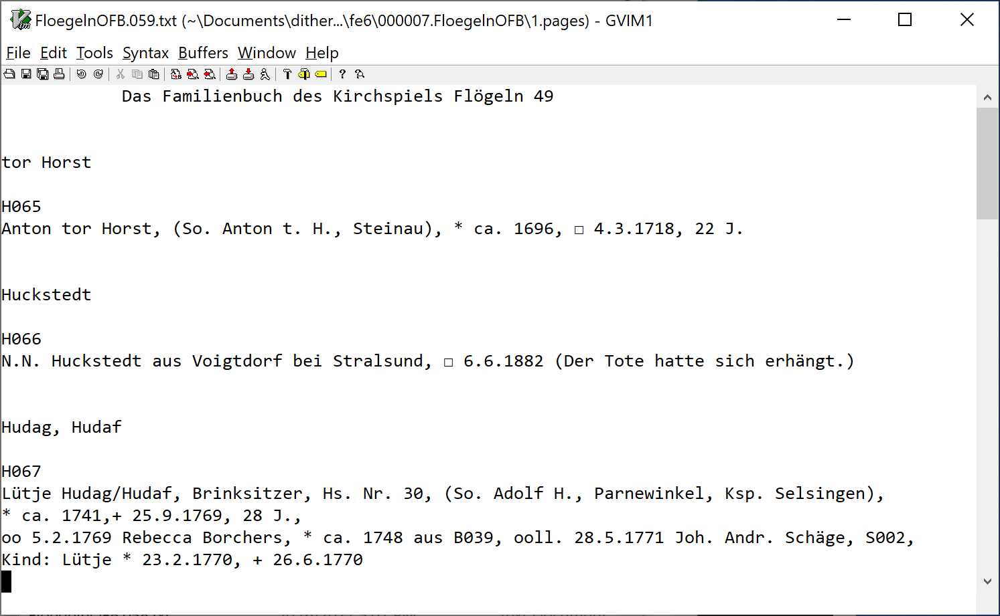 FloegelnOFB.059.txt (~\Documents\dither...\fe6\000007.FloegelnOFB\1.pages) - GVIM1
File Edit Tools Syntax Buffers Window Help
Das Familienbuch des Kirchspiels Flögeln 49
tor Horst
H065
Anton tor Horst, (So. Anton t. H., Steinau), * ca. 1696, □ 4.3.1718, 22 J.
Huckstedt
H066
N.N. Huckstedt aus Voigtdorf bei Stralsund, □ 6.6.1882 (Der Tote hatte sich erhängt.)
Hudag, Hudaf
H067
Lütje Hudag/Hudaf, Brinksitzer, Hs. Nr. 30, (So. Adolf H., Parnewinkel, Ksp. Selsingen),
* ca. 1741,+ 25.9.1769, 28 J.,
oo 5.2.1769 Rebecca Borchers, * ca. 1748 aus B039, ooll. 28.5.1771 Joh. Andr. Schäge, S002,
Kind: Lütje * 23.2.1770, + 26.6.1770